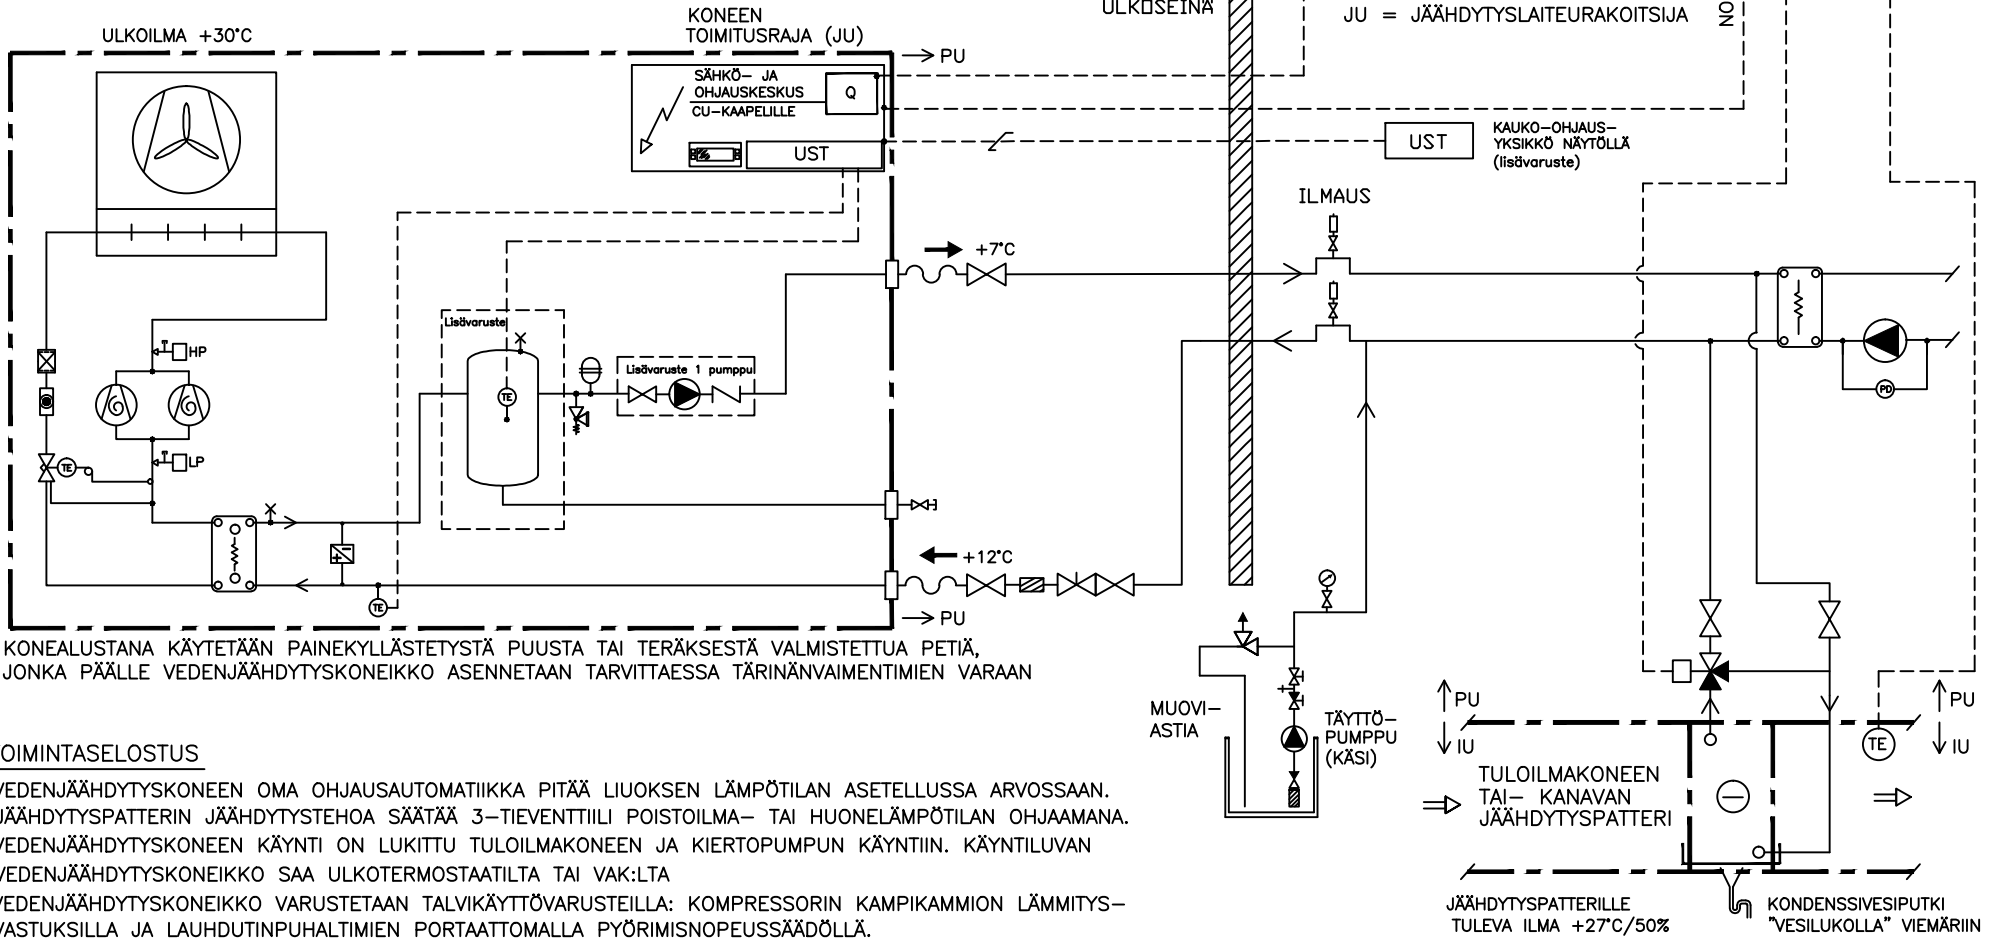 ULKOILMA +30°C
KONEEN
TOIMITUSRAJA (JU)
PU
ULKOSEINÄ
JU = JÄÄHDYTYSLAITEURAKOITSIJA
NO
SÄHKÖ- JA
OHJAUSKESKUS
CU-KAAPELILLE
Q
UST
UST
KAUKO-OHJAUS-
YKSIKKÖ NÄYTÖLLÄ
(lisävaruste)
ILMAUS
+7°C
Lisävaruste
TE
Lisävaruste 1 pumppu
HP
LP
TE
PD
+12°C
TE
PU
KONEALUSTANA KÄYTETÄÄN PAINEKYLLÄSTETYSTÄ PUUSTA TAI TERÄKSESTÄ VALMISTETTUA PETIÄ,
JONKA PÄÄLLE VEDENJÄÄHDYTYSKONEIKKO ASENNETAAN TARVITTAESSA TÄRINÄNVAIMENTIMIEN VARAAN
MUOVI-
ASTIA
TÄYTTÖ-
PUMPPU
(KÄSI)
PU
IU
PU
IU
TE
TULOILMAKONEEN
TAI- KANAVAN
JÄÄHDYTYSPATTERI
JÄÄHDYTYSPATTERILLE
TULEVA ILMA +27°C/50%
KONDENSSIVESIPUTKI
"VESILUKOLLA" VIEMÄRIIN
OIMINTASELOSTUS
VEDENJÄÄHDYTYSKONEEN OMA OHJAUSAUTOMATIIKKA PITÄÄ LIUOKSEN LÄMPÖTILAN ASETELLUSSA ARVOSSAAN.
JÄÄHDYTYSPATTERIN JÄÄHDYTYSTEHOA SÄÄTÄÄ 3-TIEVENTTIILI POISTOILMA- TAI HUONELÄMPÖTILAN OHJAAMANA.
VEDENJÄÄHDYTYSKONEEN KÄYNTI ON LUKITTU TULOILMAKONEEN JA KIERTOPUMPUN KÄYNTIIN. KÄYNTILUVAN
VEDENJÄÄHDYTYSKONEIKKO SAA ULKOTERMOSTAATILTA TAI VAK:LTA
VEDENJÄÄHDYTYSKONEIKKO VARUSTETAAN TALVIKÄYTTÖVARUSTEILLA: KOMPRESSORIN KAMPIKAMMION LÄMMITYS-
VASTUKSILLA JA LAUHDUTINPUHALTIMIEN PORTAATTOMALLA PYÖRIMISNOPEUSSÄÄDÖLLÄ.